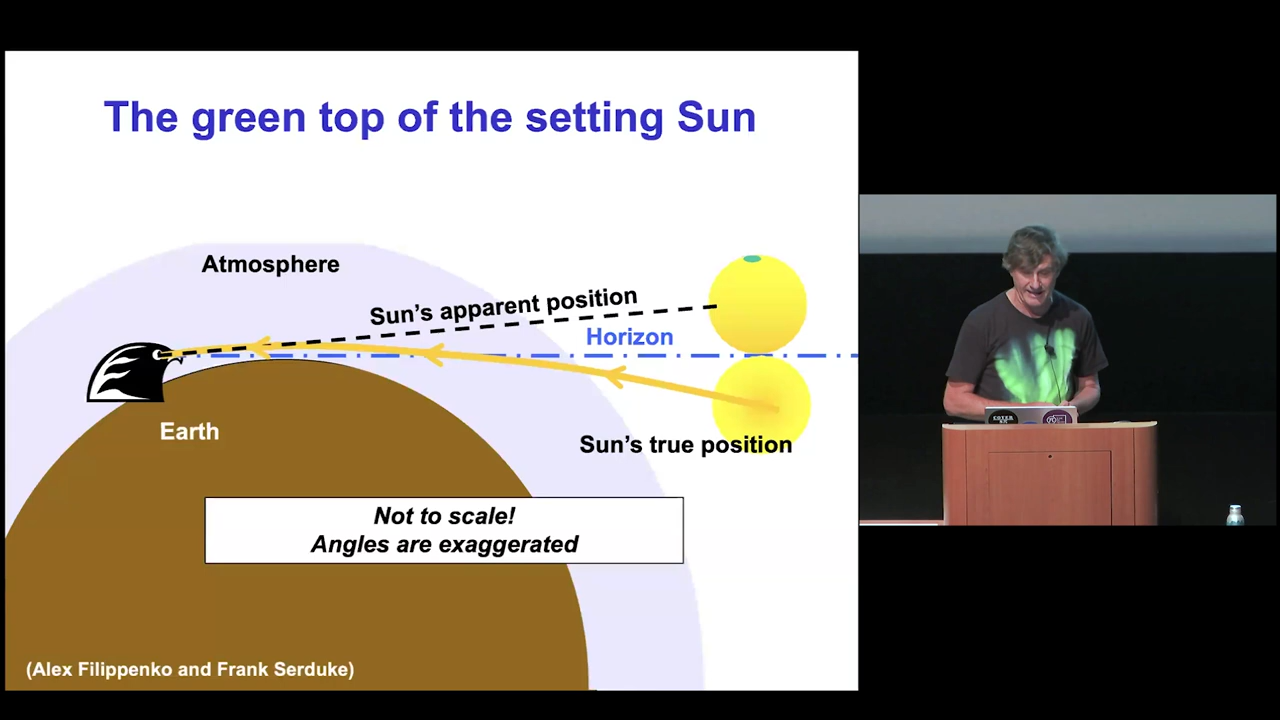 The green top of the setting Sun
Atmosphere
Sun's apparent position
Horizon
Earth
Sun's true position
Not to scale!
Angles are exaggerated
(Alex Filippenko and Frank Serduke)